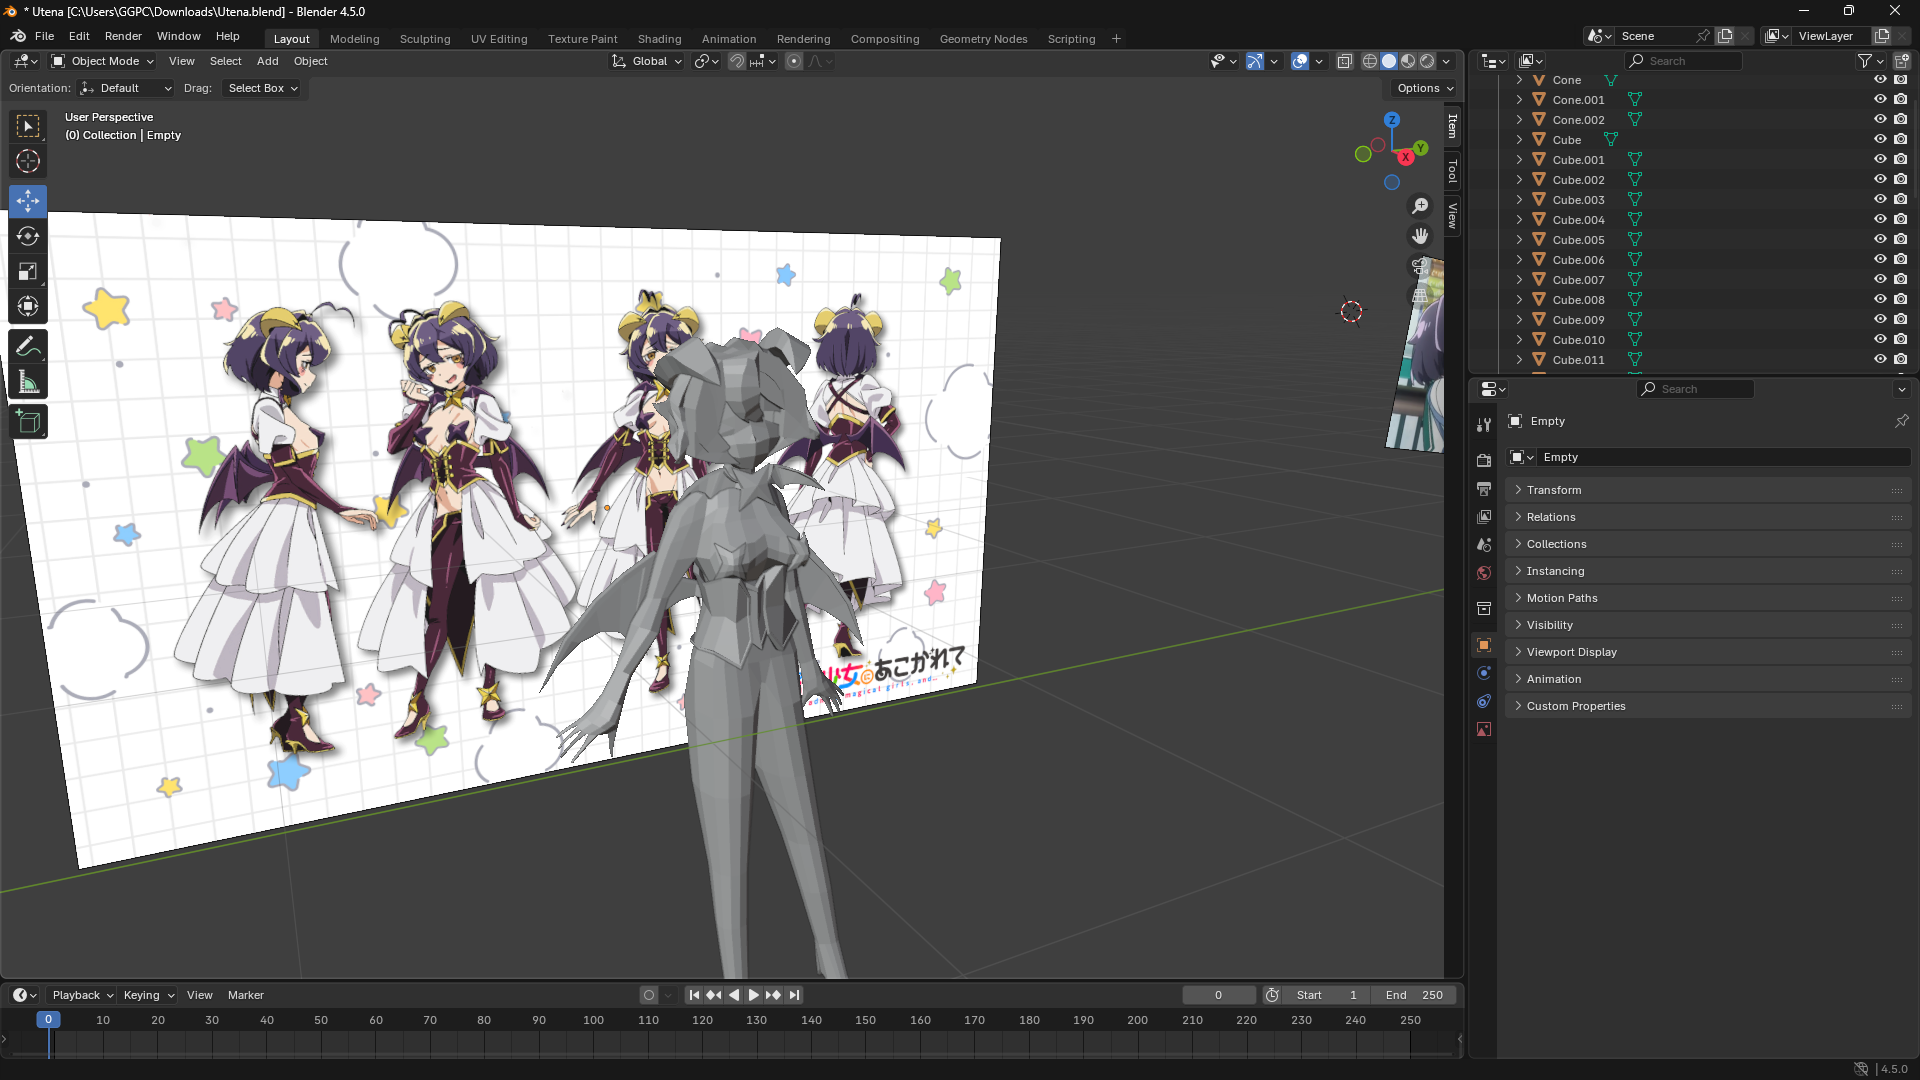 * Utena [C:\Users\GGPC\Downloads\Utena.blend] - Blender 4.5.0
File Edit Render Window Help
Layout Modeling Sculpting UV Editing Texture Paint Shading Animation Rendering Compositing Geometry Nodes Scripting +
Scene
ViewLayer
Object Mode View Select Add Object
Global
Search
Orientation: Default Drag: Select Box
Options
User Perspective
(0) Collection | Empty
Z
Y
X
Item
Tool
View
Cone
Cone.001
Cone.002
Cube
Cube.001
Cube.002
Cube.003
Cube.004
Cube.005
Cube.006
Cube.007
Cube.008
Cube.009
Cube.010
Cube.011
Search
Empty
Empty
Transform
Relations
Collections
Instancing
Motion Paths
Visibility
Viewport Display
Animation
Custom Properties
女にあこがれて
magical girls, and...
Playback Keying View Marker
0
Start 1
End 250
0 10 20 30 40 50 60 70 80 90 100 110 120 130 140 150 160 170 180 190 200 210 220 230 240 250
4.5.0